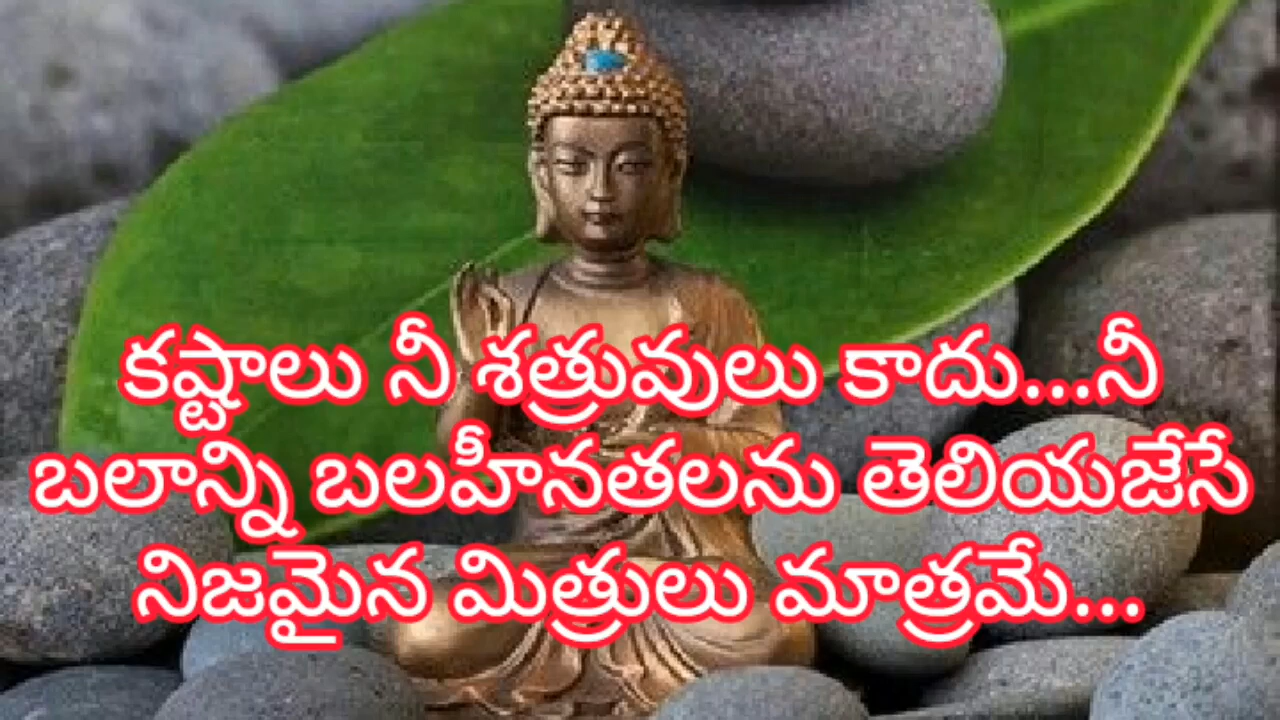 కష్టాలు నీ శత్రువులు కాదు...నీ
బలాన్ని బలహీనతలను తెలియజేసే
నిజమైన మిత్రులు మాత్రమే...